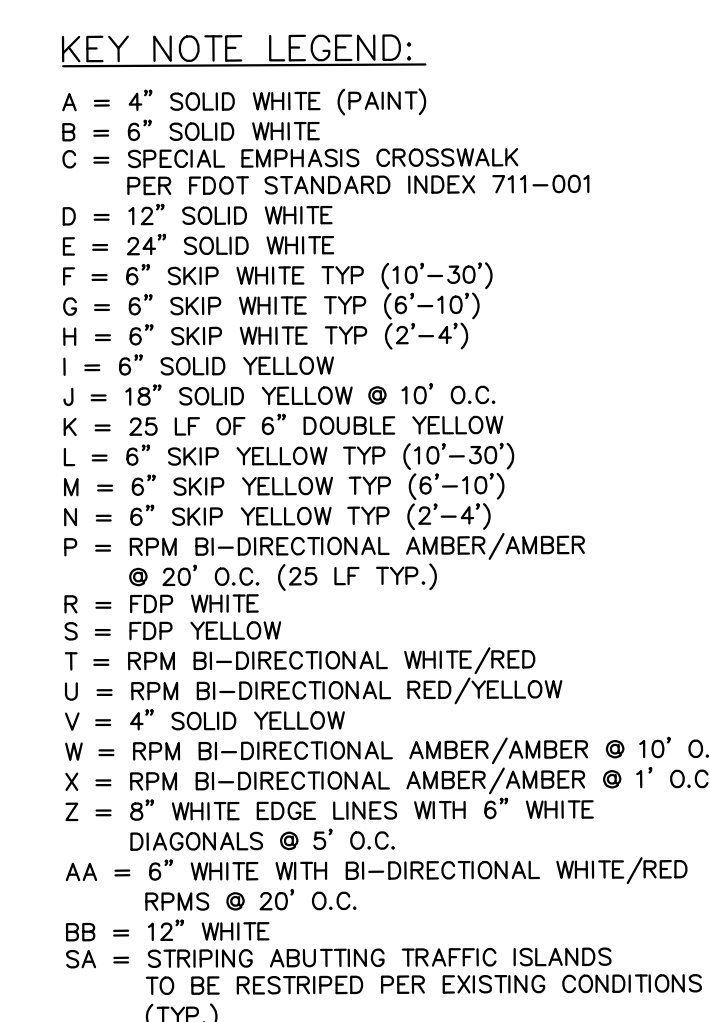 KEY NOTE LEGEND:
A = 4" SOLID WHITE (PAINT)
B = 6" SOLID WHITE
C = SPECIAL EMPHASIS CROSSWALK
PER FDOT STANDARD INDEX 711-001
D = 12" SOLID WHITE
E = 24" SOLID WHITE
F = 6" SKIP WHITE TYP (10'-30')
G = 6" SKIP WHITE TYP (6'-10')
H = 6" SKIP WHITE TYP (2'-4')
I = 6" SOLID YELLOW
J = 18" SOLID YELLOW @ 10' O.C.
K = 25 LF OF 6" DOUBLE YELLOW
L = 6" SKIP YELLOW TYP (10'-30')
M = 6" SKIP YELLOW TYP (6'-10')
N = 6" SKIP YELLOW TYP (2'-4')
P = RPM BI-DIRECTIONAL AMBER/AMBER
@ 20' O.C. (25 LF TYP.)
R = FDP WHITE
S = FDP YELLOW
T = RPM BI-DIRECTIONAL WHITE/RED
U = RPM BI-DIRECTIONAL RED/YELLOW
V = 4" SOLID YELLOW
W = RPM BI-DIRECTIONAL AMBER/AMBER @ 10' O.
X = RPM BI-DIRECTIONAL AMBER/AMBER @ 1' O.C
Z = 8" WHITE EDGE LINES WITH 6" WHITE
DIAGONALS @ 5' O.C.
AA = 6" WHITE WITH BI-DIRECTIONAL WHITE/RED
RPMS @ 20' O.C.
BB = 12" WHITE
SA = STRIPING ABUTTING TRAFFIC ISLANDS
TO BE RESTRIPED PER EXISTING CONDITIONS
(TYP.)